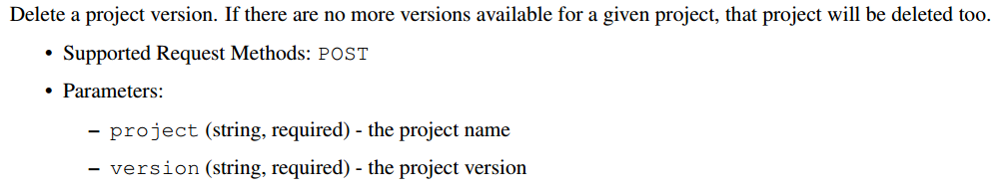 Delete a project version. If there are no more versions available for a given project, that project will be deleted too.
• Supported Request Methods: POST
• Parameters:
– project (string, required) - the project name
– version (string, required) - the project version